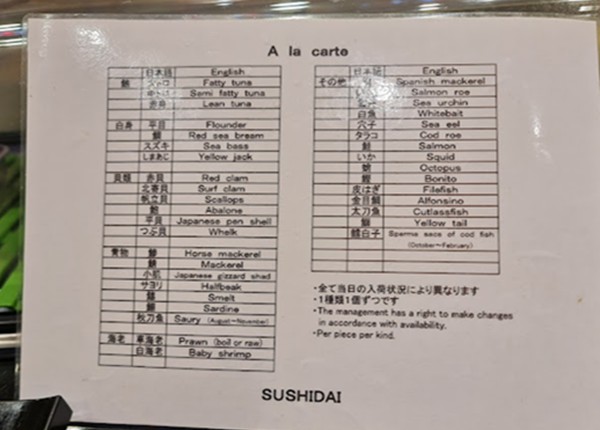 A la carte
日本語 English
鮪 トロ Fatty tuna
中トロ Semi fatty tuna
赤身 Lean tuna
白身 平目 Flounder
鯛 Red sea bream
スズキ Sea bass
しまあじ Yellow jack
貝類 赤貝 Red clam
北寄貝 Surf clam
帆立貝 Scallops
鮑 Abalone
平貝 Japanese pen shell
つぶ貝 Whelk
青物 鯵 Horse mackerel
鯖 Mackerel
小肌 Japanese gizzard shad
サヨリ Halfbeak
Smelt
鰯 Sardine
秋刀魚 Saury (August~November)
海老 車海老 Prawn (boil or raw)
白海老 Baby shrimp
日本語 English
その他 Spanish mackerel
Salmon roe
Sea urchin
白魚 Whitebait
穴子 Sea eel
タラコ Cod roe
鮭 Salmon
いか Squid
蛸 Octopus
鰹 Bonito
皮はぎ Filefish
金目鯛 Alfonsino
太刀魚 Cutlassfish
Yellow tail
鱈白子 Sperma sacs of cod fish
(October~February)
・全て当日の入荷状況により異なります
・1種類1個ずつです
・The management has a right to make changes
in accordance with availability.
・Per piece per kind.
SUSHIDAI